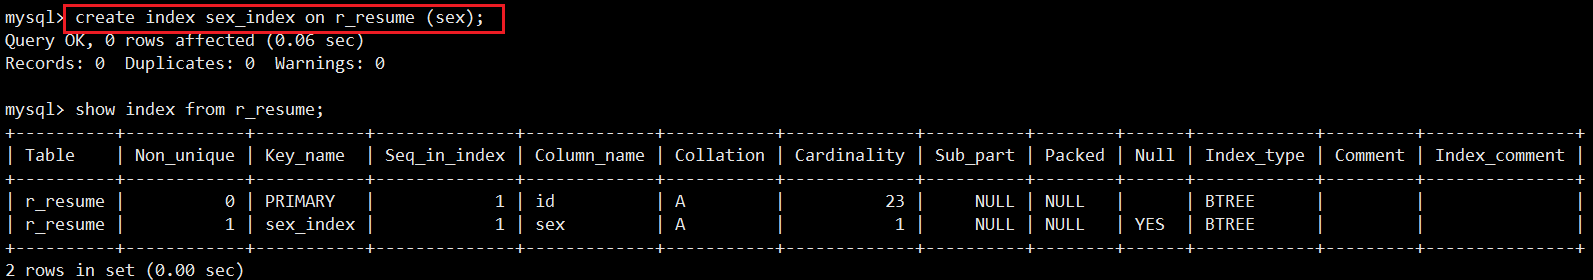 mysql> create index sex_index on r_resume (sex);
Query OK, 0 rows affected (0.06 sec)
Records: 0  Duplicates: 0  Warnings: 0

mysql> show index from r_resume;
+----------+------------+-----------+--------------+-------------+-----------+-------------+----------+--------+------+------------+---------+---------------+
| Table    | Non_unique | Key_name  | Seq_in_index | Column_name | Collation | Cardinality | Sub_part | Packed | Null | Index_type | Comment | Index_comment |
+----------+------------+-----------+--------------+-------------+-----------+-------------+----------+--------+------+------------+---------+---------------+
| r_resume |          0 | PRIMARY   |            1 | id          | A         |          23 |     NULL | NULL   |      | BTREE      |         |               |
| r_resume |          1 | sex_index |            1 | sex         | A         |           1 |     NULL | NULL   | YES  | BTREE      |         |               |
+----------+------------+-----------+--------------+-------------+-----------+-------------+----------+--------+------+------------+---------+---------------+
2 rows in set (0.00 sec)